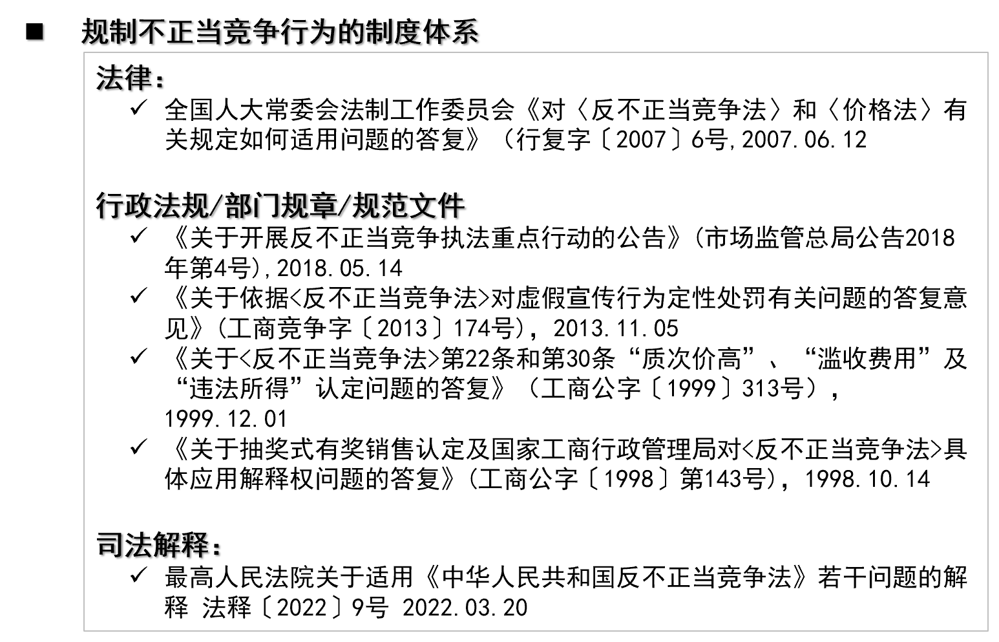 ■ 规制不正当竞争行为的制度体系
法律：
✓ 全国人大常委会法制工作委员会《对〈反不正当竞争法〉和〈价格法〉有
关规定如何适用问题的答复》（行复字〔2007〕6号,2007.06.12
行政法规/部门规章/规范文件
✓ 《关于开展反不正当竞争执法重点行动的公告》(市场监管总局公告2018
年第4号),2018.05.14
✓ 《关于依据<反不正当竞争法>对虚假宣传行为定性处罚有关问题的答复意
见》(工商竞争字〔2013〕174号)，2013.11.05
✓ 《关于<反不正当竞争法>第22条和第30条“质次价高”、“滥收费用”及
“违法所得”认定问题的答复》（工商公字〔1999〕313号），
1999.12.01
✓ 《关于抽奖式有奖销售认定及国家工商行政管理局对<反不正当竞争法>具
体应用解释权问题的答复》(工商公字〔1998〕第143号)，1998.10.14
司法解释：
✓ 最高人民法院关于适用《中华人民共和国反不正当竞争法》若干问题的解
释 法释〔2022〕9号 2022.03.20